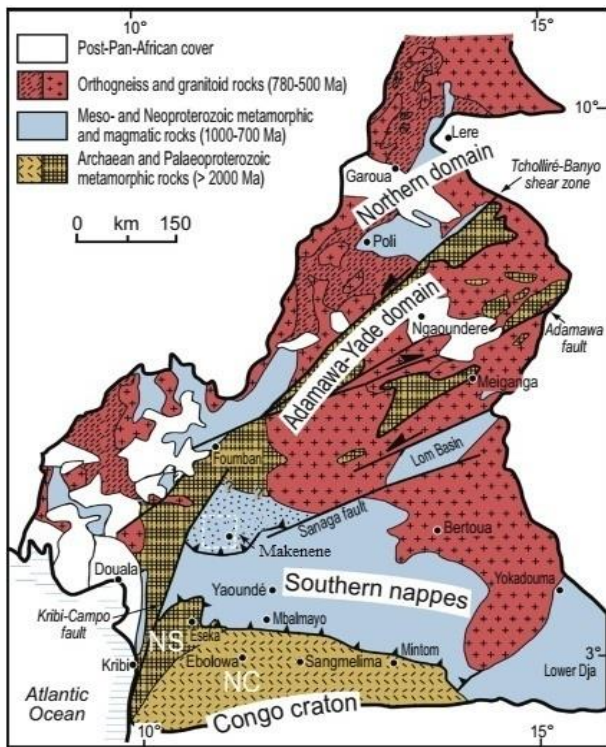 10°
15°
Post-Pan-African cover
Orthogneiss and granitoid rocks (780-500 Ma)
Meso- and Neoproterozoic metamorphic
and magmatic rocks (1000-700 Ma)
Archaean and Palaeoproterozoic
metamorphic rocks (> 2000 Ma)
0 km 150
10°
Lere
Garoua
Northern domain
Tcholliré-Banyo
shear zone
Poli
Adamawa-Yade domain
Ngaoundere
Adamawa
fault
Meiganga
Foumban
Lom Basin
Sanaga fault
Makenene
Bertoua
Douala
Yaoundé
Southern nappes
Yokadouma
Kribi-Campo
fault
Mbalmayo
NS
Eseka
Mintom
3°
Kribi
Ebolowa
Sangmelima
Lower Dja
NC
Atlantic
Ocean
Congo craton
10°
15°